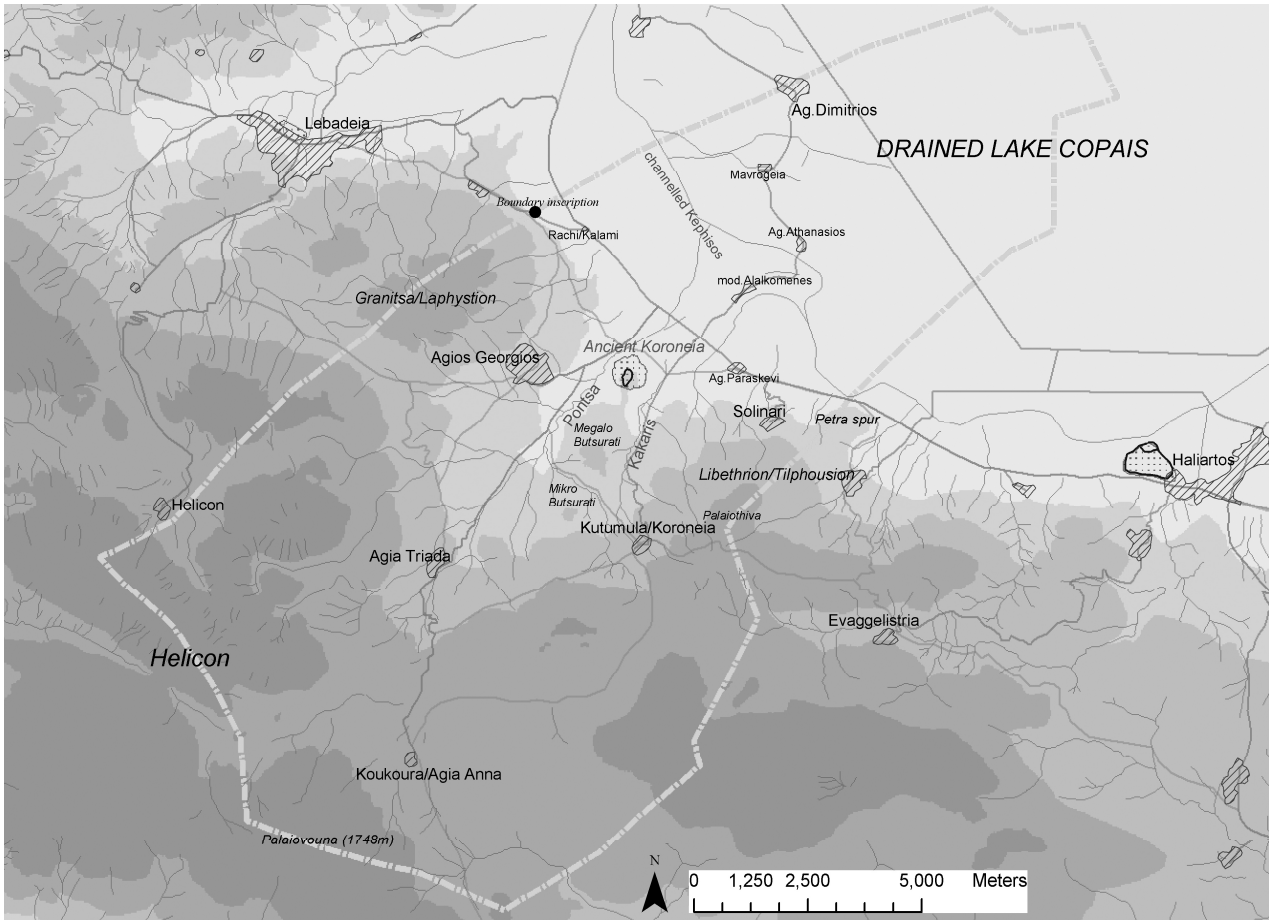 Ag.Dimitrios
Lebadeia
DRAINED LAKE COPAIS
channelled Kephisos
Mavrogeia
Boundary inscription
Rachi/Kalami
Ag.Athanasios
mod.Alalkomenes
Granitsa/Laphystion
Ancient Koroneia
Agios Georgios
Ag.Paraskevi
Pontsa
Solinari
Petra spur
Megalo
Butsurati
Kakaris
Haliartos
Libethrion/Tilphousion
Mikro
Butsurati
Helicon
Palaiothiva
Kutumula/Koroneia
Agia Triada
Evaggelistria
Helicon
Koukoura/Agia Anna
Palaiovouna (1748m)
N
0 1,250 2,500 5,000 Meters